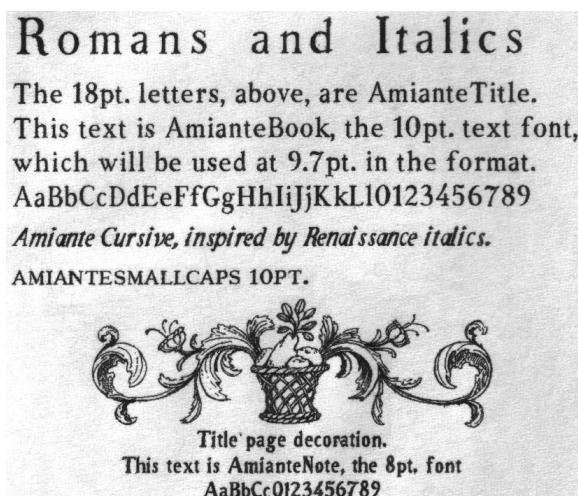 Romans and Italics
The 18pt. letters, above, are AmianteTitle.
This text is AmianteBook, the 10pt. text font,
which will be used at 9.7pt. in the format.
AaBbCcDdEeFfGgHhIiJjKkLl0123456789
Amiante Cursive, inspired by Renaissance italics.
AMIANTESMALLCAPS 10PT.
Title page decoration.
This text is AmianteNote, the 8pt. font
AaBbCc0123456789